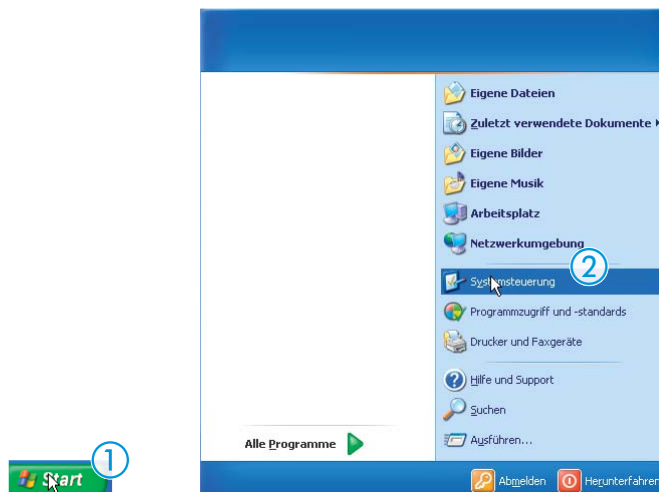 Eigene Dateien
Zuletzt verwendete Dokumente
Eigene Bilder
Eigene Musik
Arbeitsplatz
Netzwerkumgebung
2
Systemsteuerung
Programmzugriff und -standards
Drucker und Faxgeräte
Hilfe und Support
Suchen
Ausführen...
Alle Programme
Abmelden
Herunterfahren
1
Start